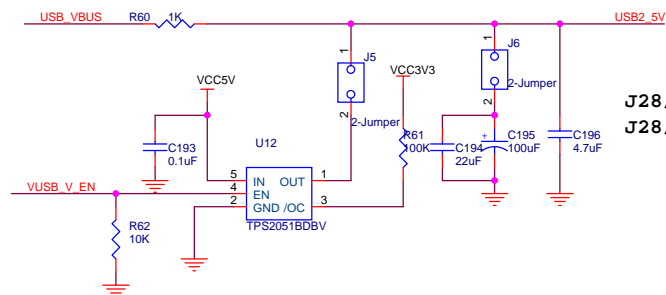 USB_VBUS R60 1K USB2_5V
1 J5 1 J6
VCC5V VCC3V3
2-Jumper
J28,
2 2-Jumper 2
J28,
U12 R61
100K
C193
0.1uF
C194
22uF
C195
100uF
C196
4.7uF
+
5 IN OUT 1
VUSB_V_EN 4 EN
2 GND /OC 3
TPS2051BDBV
R62
10K